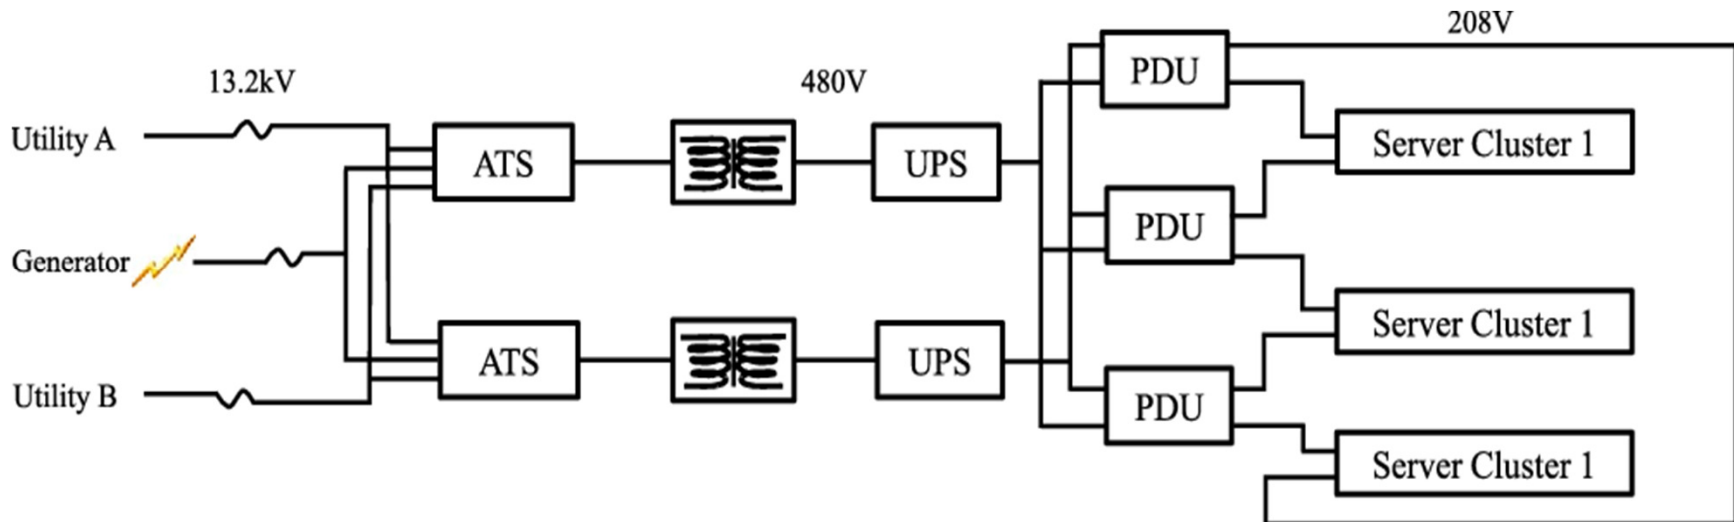 208V
13.2kV
480V
PDU
Utility A
ATS
UPS
Server Cluster 1
PDU
Generator
Server Cluster 1
ATS
UPS
Utility B
PDU
Server Cluster 1